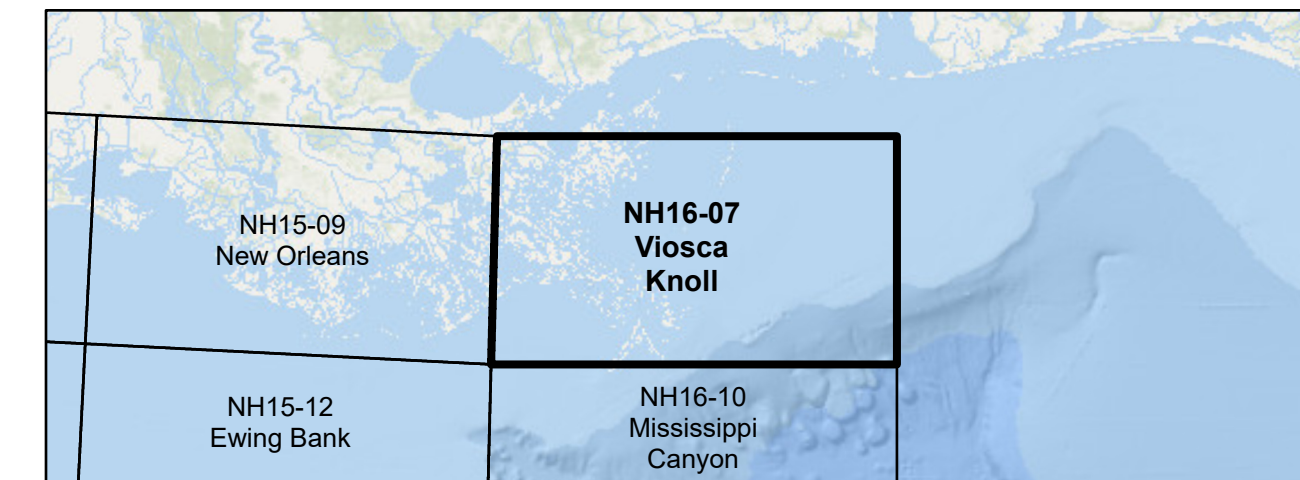 NH15-09
New Orleans
NH16-07
Viosca
Knoll
NH15-12
Ewing Bank
NH16-10
Mississippi
Canyon